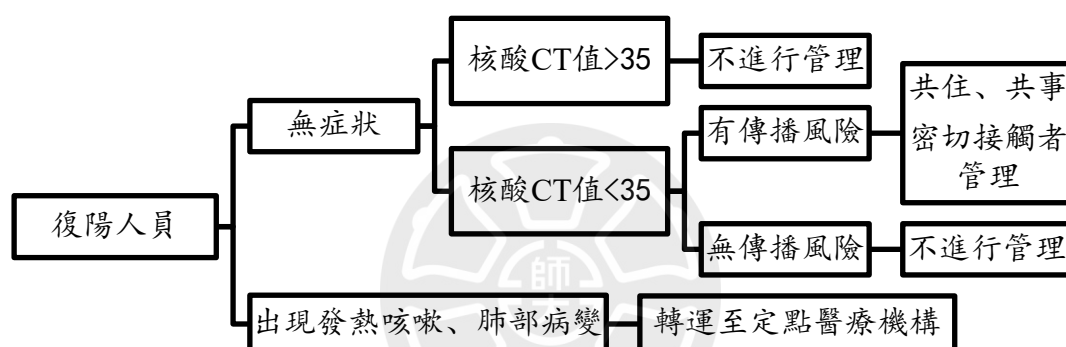 核酸CT值>35
不進行管理
共住、共事
密切接觸者
管理
無症狀
有傳播風險
核酸CT值<35
復陽人員
無傳播風險
不進行管理
師
出現發熱咳嗽、肺部病變
轉運至定點醫療機構